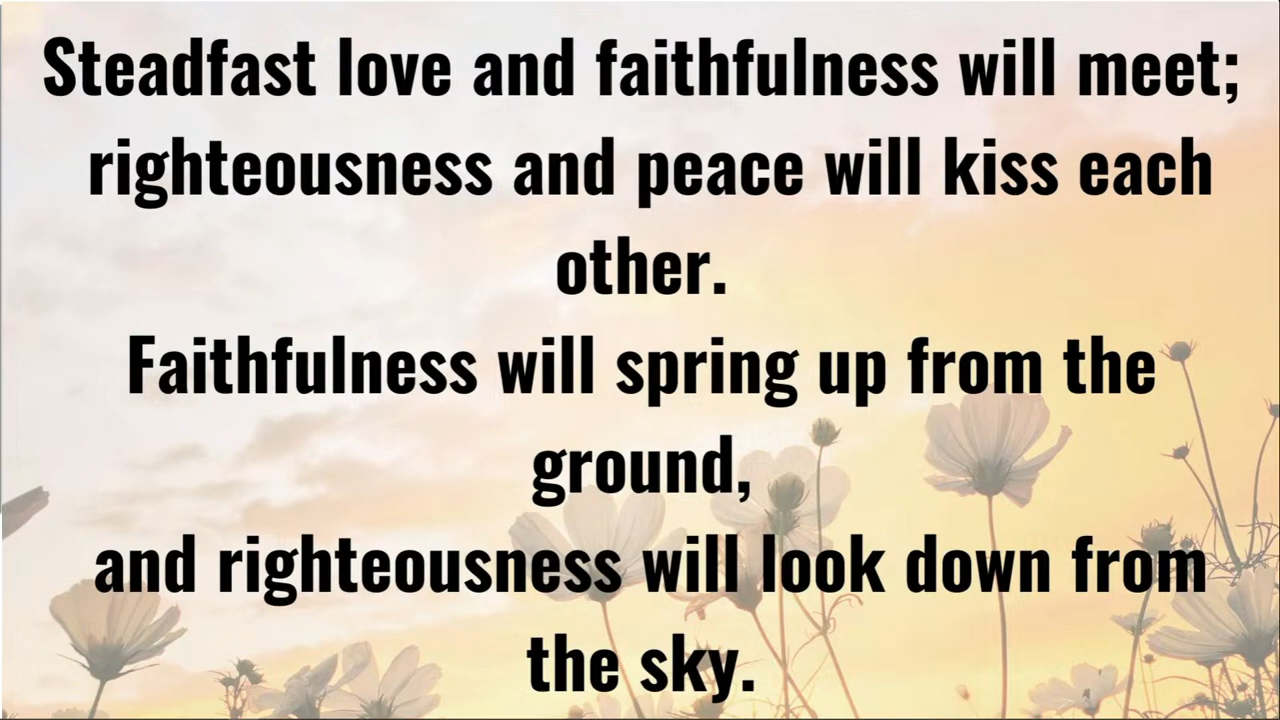 Steadfast love and faithfulness will meet;
righteousness and peace will kiss each
other.
Faithfulness will spring up from the
ground,
and righteousness will look down from
the sky.